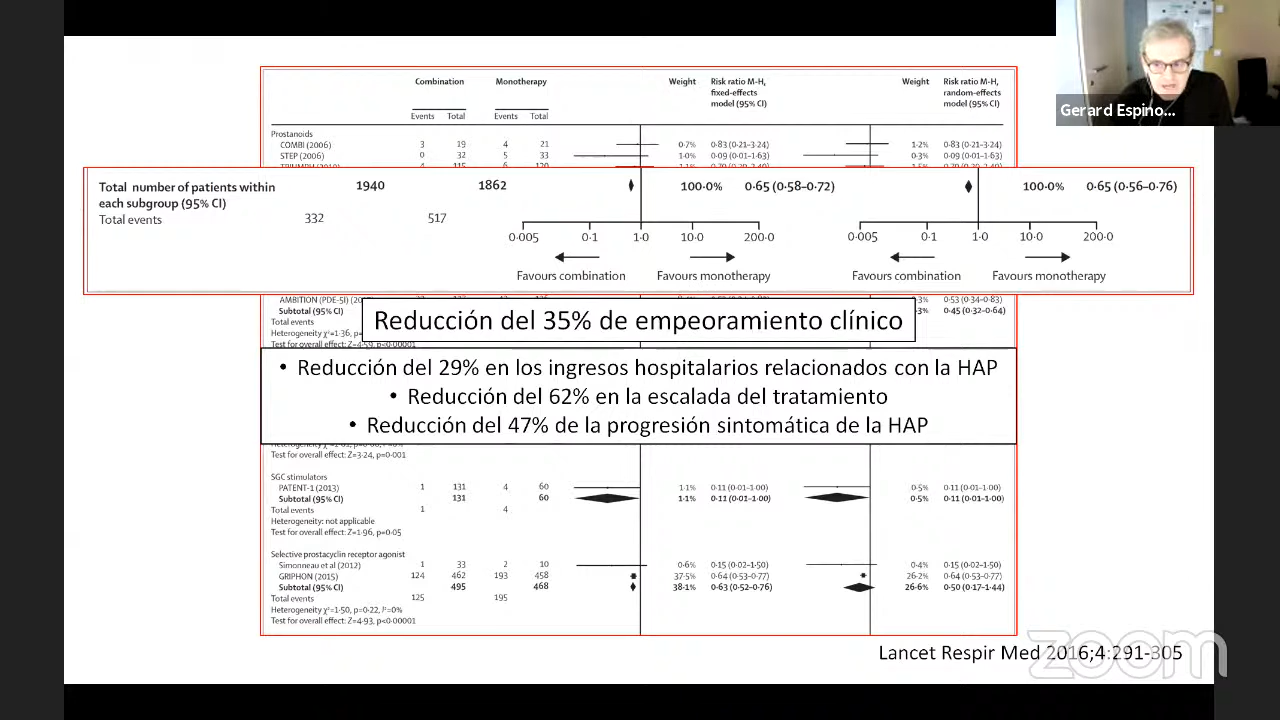 Gerard Espino...
Combination Monotherapy Weight Risk ratio M-H, fixed-effects model (95% CI) Weight Risk ratio M-H, random-effects model (95% CI)
Events Total Events Total
Prostanoids
COMBI (2006) 3 19 4 21 0·7% 0·83 (0·21–3·24) 1·2% 0·83 (0·21–3·24)
STEP (2006) 0 32 5 33 1·0% 0·09 (0·01–1·63) 0·3% 0·09 (0·01–1·63)
Total number of patients within each subgroup (95% CI) 1940 1862 100·0% 0·65 (0·58–0·72) 100·0% 0·65 (0·56–0·76)
Total events 332 517
0·005 0·1 1·0 10·0 200·0 0·005 0·1 1·0 10·0 200·0
Favours combination Favours monotherapy Favours combination Favours monotherapy
AMBITION (PDE-5I) 0·53 (0·34–0·83)
Subtotal (95% CI) 0·45 (0·32–0·64)
Total events
Heterogeneity χ²=1·36,
Test for overall effect: Z=4·59, p<0·00001
Reducción del 35% de empeoramiento clínico
• Reducción del 29% en los ingresos hospitalarios relacionados con la HAP
• Reducción del 62% en la escalada del tratamiento
• Reducción del 47% de la progresión sintomática de la HAP
Test for overall effect: Z=3·24, p=0·001
SGC stimulators
PATENT-1 (2013) 1 131 4 60 1·1% 0·11 (0·01–1·00) 0·5% 0·11 (0·01–1·00)
Subtotal (95% CI) 131 60 1·1% 0·11 (0·01–1·00) 0·5% 0·11 (0·01–1·00)
Total events 1 4
Heterogeneity: not applicable
Test for overall effect: Z=1·96, p=0·05
Selective prostacyclin receptor agonist
Simonneau et al (2012) 1 33 2 10 0·6% 0·15 (0·02–1·50) 0·4% 0·15 (0·02–1·50)
GRIPHON (2015) 124 462 193 458 37·5% 0·64 (0·53–0·77) 26·2% 0·64 (0·53–0·77)
Subtotal (95% CI) 495 468 38·1% 0·63 (0·52–0·76) 26·6% 0·50 (0·17–1·44)
Total events 125 195
Heterogeneity χ²=1·50, p=0·22, I²=0%
Test for overall effect: Z=4·93, p<0·00001
Lancet Respir Med 2016;4:291-305
zoom